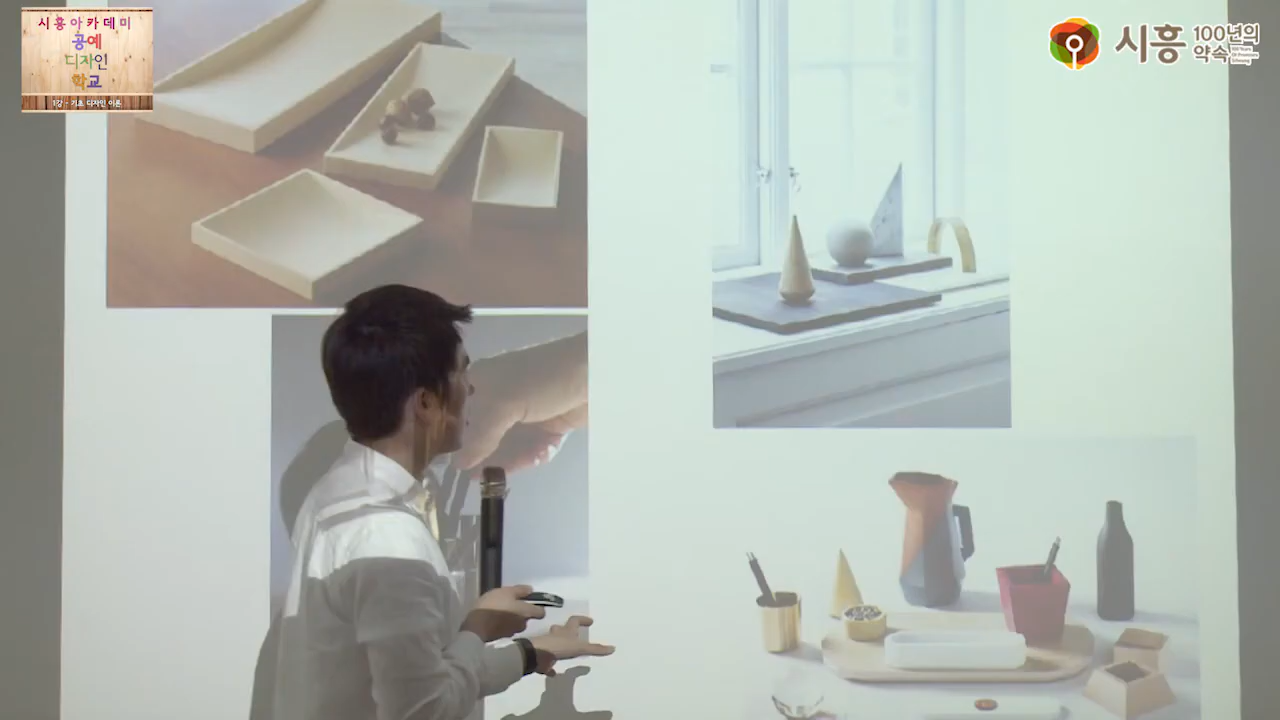 시흥아카데미
공예
디자인
학교
1강 - 기초 디자인 이론
시흥
100년의
약속